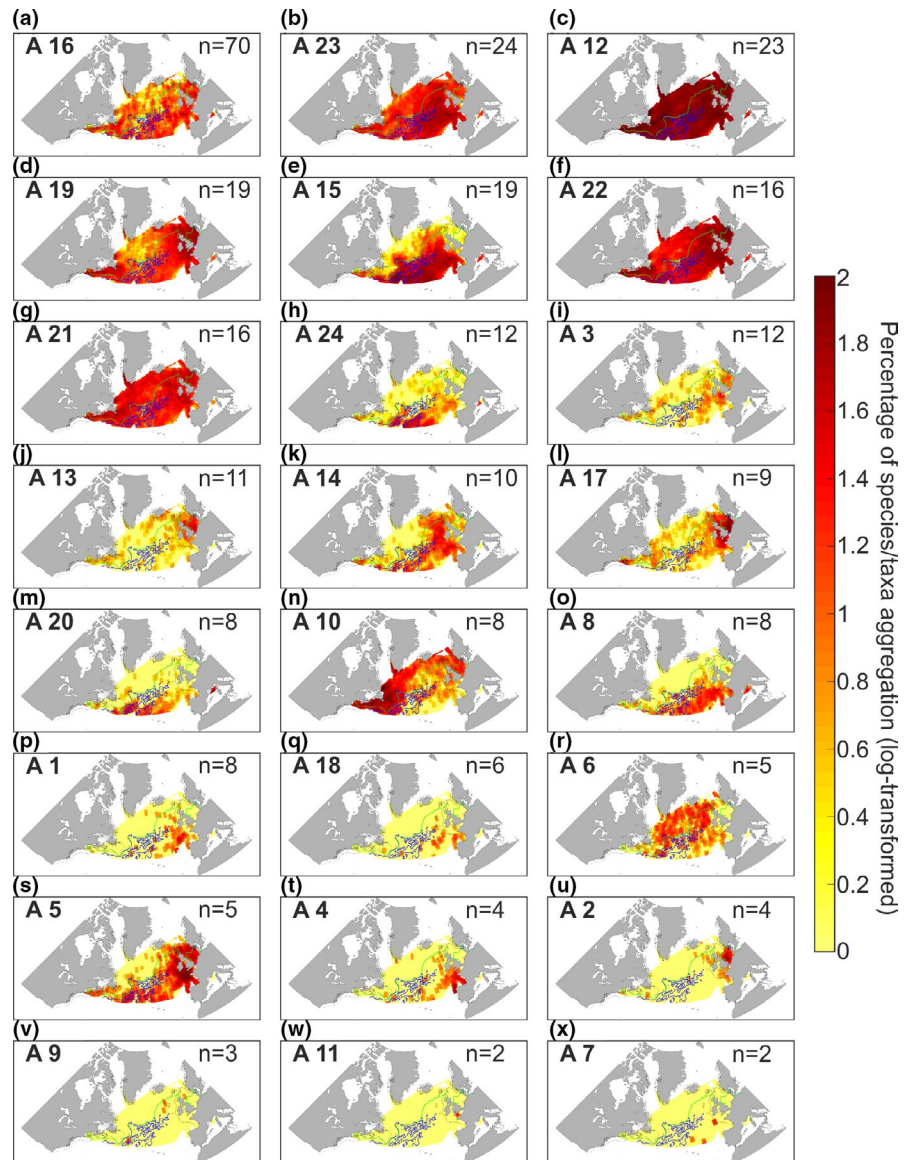 (a) (b) (c)
A 16 n=70 A 23 n=24 A 12 n=23
(d) (e) (f)
A 19 n=19 A 15 n=19 A 22 n=16
(g) (h) (i)
A 21 n=16 A 24 n=12 A 3 n=12
(j) (k) (l)
A 13 n=11 A 14 n=10 A 17 n=9
(m) (n) (o)
A 20 n=8 A 10 n=8 A 8 n=8
(p) (q) (r)
A 1 n=8 A 18 n=6 A 6 n=5
(s) (t) (u)
A 5 n=5 A 4 n=4 A 2 n=4
(v) (w) (x)
A 9 n=3 A 11 n=2 A 7 n=2
2
1.8
1.6
1.4
1.2
1
0.8
0.6
0.4
0.2
0
Percentage of species/taxa aggregation (log-transformed)